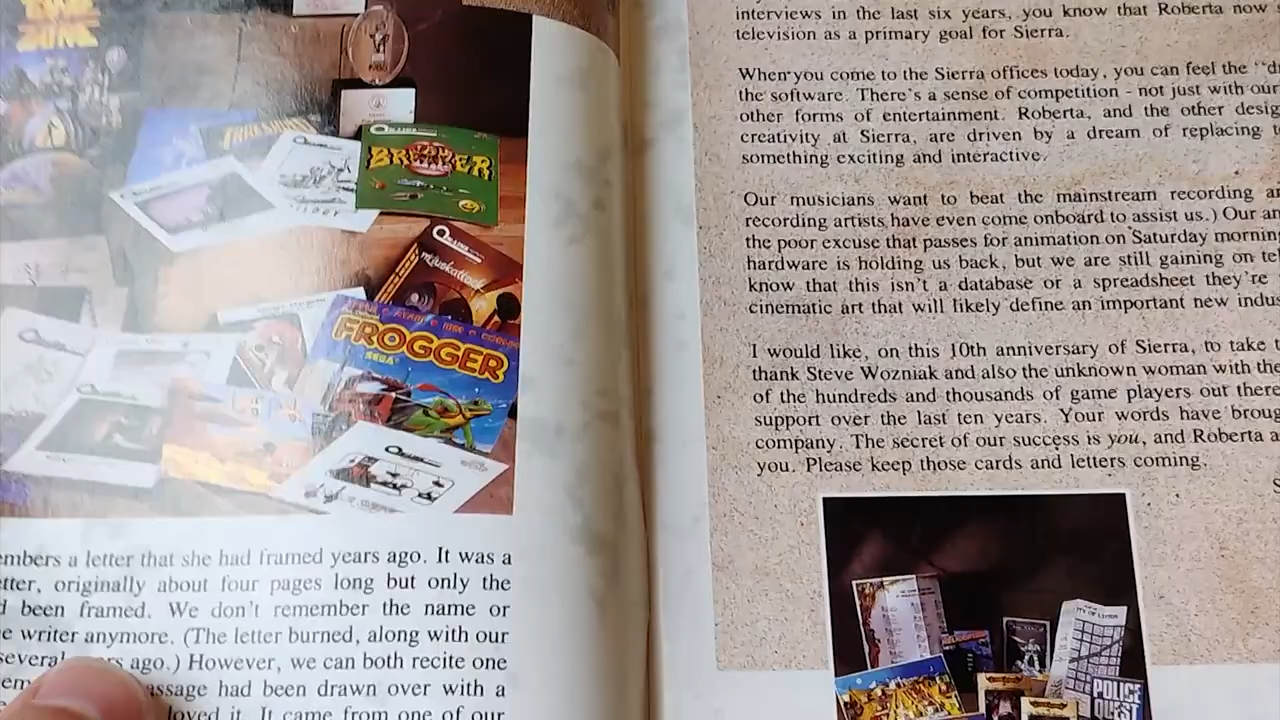 THRESHOLD
JAW
BREAKER
mouskattack
FROGGER
SEGA
embers a letter that she had framed years ago. It was a
etter, originally about four pages long but only the
d been framed. We don't remember the name or
e writer anymore. (The letter burned, along with our
several years ago.) However, we can both recite one
assage had been drawn over with a
loved it. It came from one of our
interviews in the last six years, you know that Roberta now
television as a primary goal for Sierra.
When you come to the Sierra offices today, you can feel the "d
the software. There's a sense of competition - not just with our
other forms of entertainment. Roberta, and the other desig
creativity at Sierra, are driven by a dream of replacing t
something exciting and interactive.
Our musicians want to beat the mainstream recording a
recording artists have even come onboard to assist us.) Our a
the poor excuse that passes for animation on Saturday mornin
hardware is holding us back, but we are still gaining on te
know that this isn't a database or a spreadsheet they're
cinematic art that will likely define an important new indu
I would like, on this 10th anniversary of Sierra, to take t
thank Steve Wozniak and also the unknown woman with the
of the hundreds and thousands of game players out there
support over the last ten years. Your words have broug
company. The secret of our success is you, and Roberta a
you. Please keep those cards and letters coming.
S
POLICE
QUEST